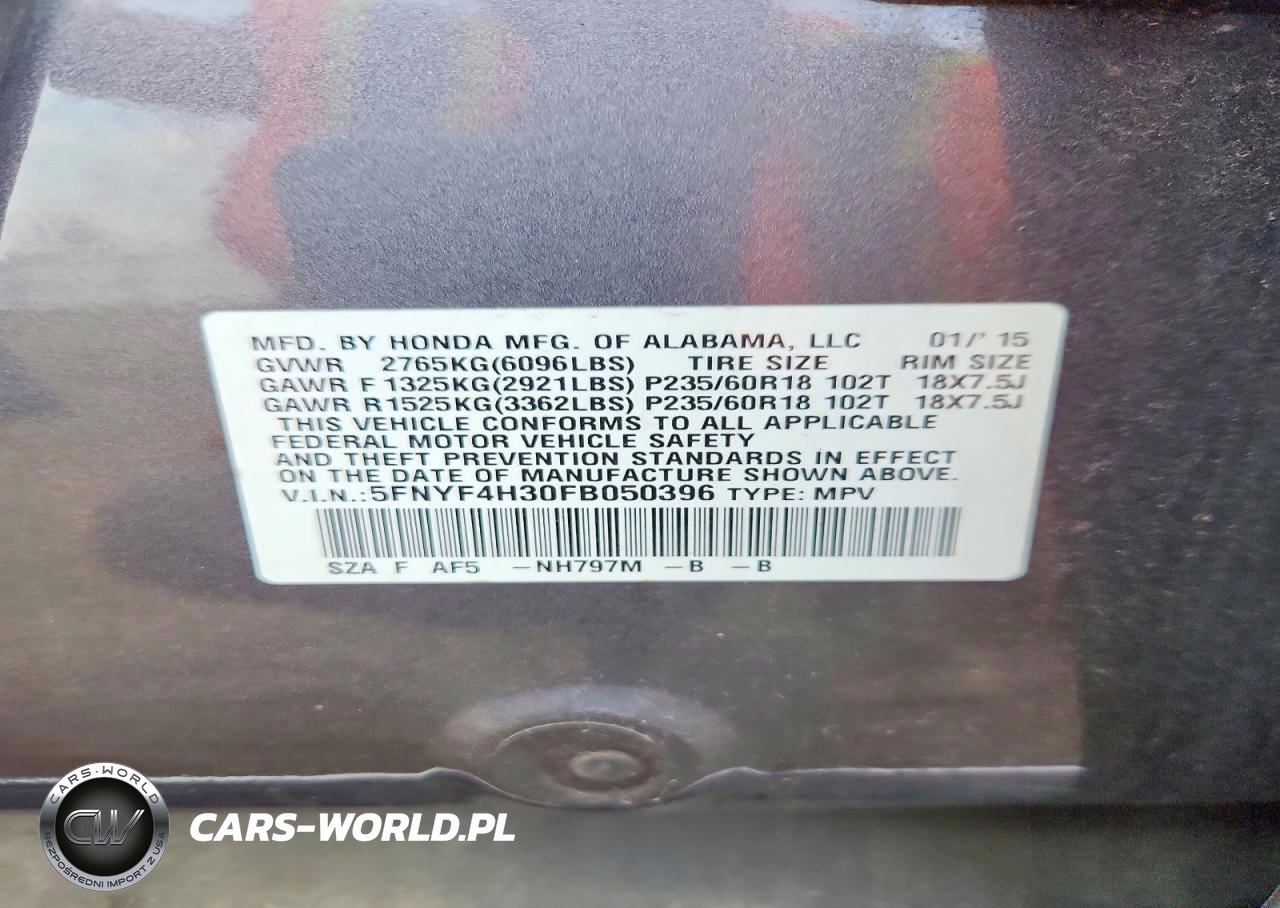 MFD. BY HONDA MFG. OF ALABAMA, LLC 01/' 15
GVWR 2765KG(6096LBS) TIRE SIZE RIM SIZE
GAWR F 1325KG(2921LBS) P235/60R18 102T 18X7.5J
GAWR R1525KG(3362LBS) P235/60R18 102T 18X7.5J
THIS VEHICLE CONFORMS TO ALL APPLICABLE
FEDERAL MOTOR VEHICLE SAFETY
AND THEFT PREVENTION STANDARDS IN EFFECT
ON THE DATE OF MANUFACTURE SHOWN ABOVE.
V.I.N.:5FNYF4H30FB050396 TYPE: MPV
SZA F AF5 -NH797M -B -B
CARS-WORLD
CW
BEZPOŚREDNI IMPORT Z USA
CARS-WORLD.PL